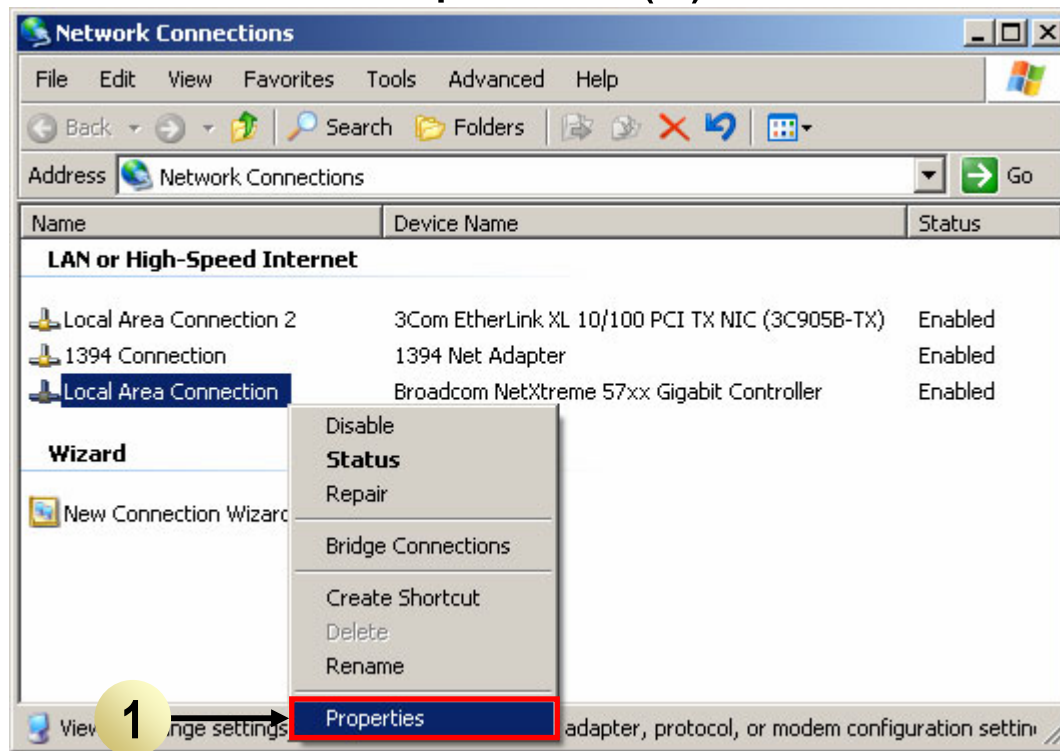 Network Connections
File Edit View Favorites Tools Advanced Help
Back Search Folders
Address Network Connections Go
Name Device Name Status
LAN or High-Speed Internet
Local Area Connection 2 3Com EtherLink XL 10/100 PCI TX NIC (3C905B-TX) Enabled
1394 Connection 1394 Net Adapter Enabled
Local Area Connection Broadcom NetXtreme 57xx Gigabit Controller Enabled
Disable
Wizard
Status
Repair
New Connection Wizard
Bridge Connections
Create Shortcut
Delete
Rename
1
Properties
settings adapter, protocol, or modem configuration